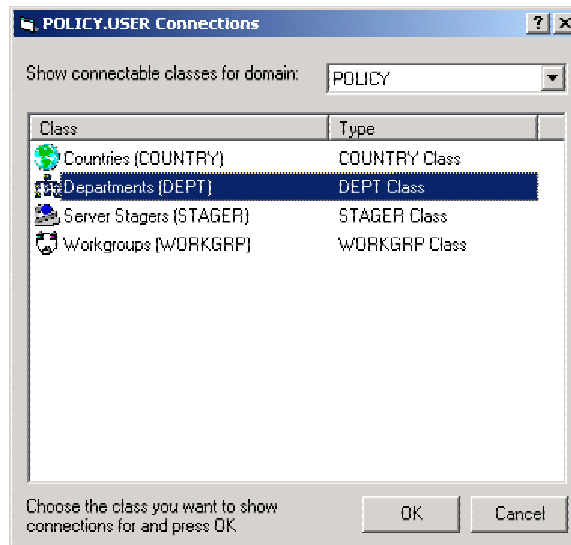 POLICY.USER Connections
Show connectable classes for domain: POLICY
Class Type
Countries (COUNTRY) COUNTRY Class
Departments (DEPT) DEPT Class
Server Stagers (STAGER) STAGER Class
Workgroups (WORKGRP) WORKGRP Class
Choose the class you want to show
connections for and press OK
OK Cancel